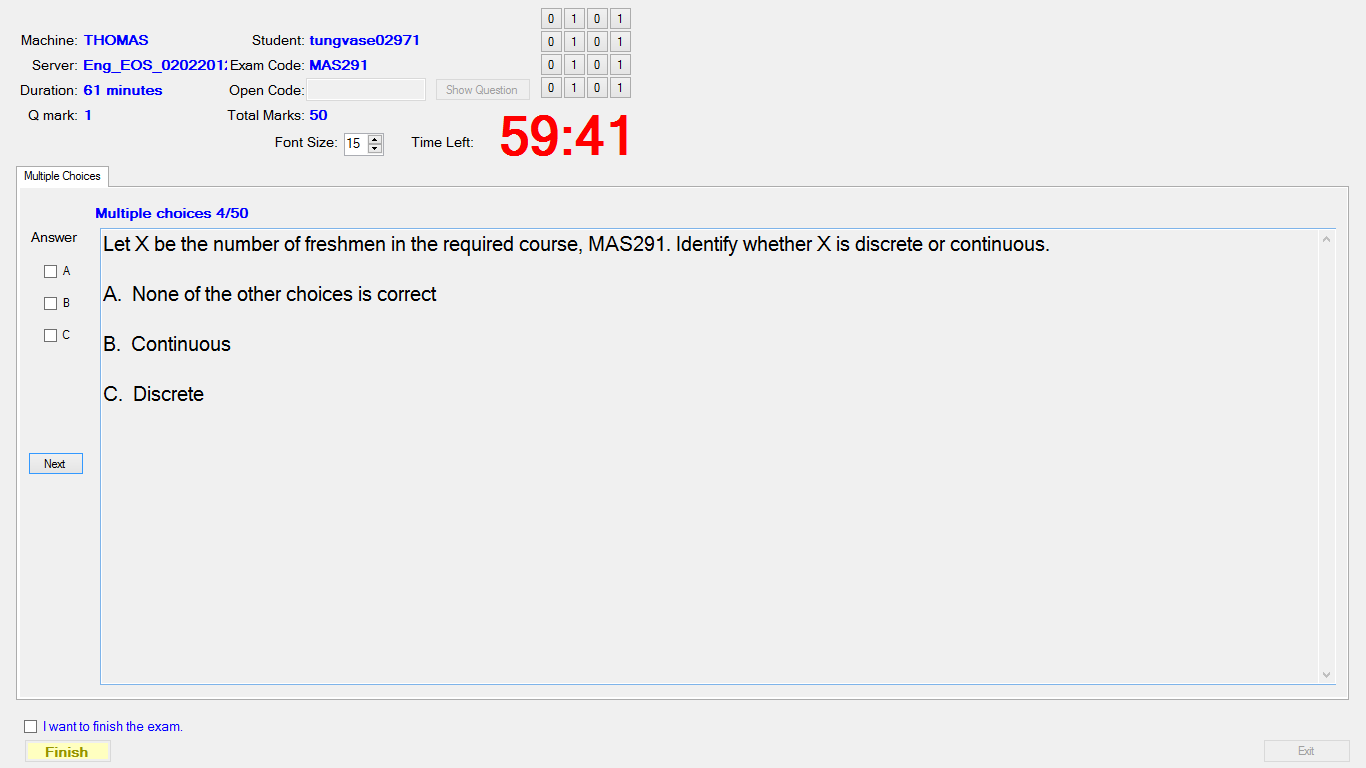 0 1 0 1
Machine: THOMAS Student: tungvase02971 0 1 0 1
Server: Eng_EOS_02022012 Exam Code: MAS291 0 1 0 1
Duration: 61 minutes Open Code: Show Question 0 1 0 1
Q mark: 1 Total Marks: 50
Font Size: 15 Time Left: 59:41
Multiple Choices
Multiple choices 4/50
Answer
Let X be the number of freshmen in the required course, MAS291. Identify whether X is discrete or continuous.
A
A. None of the other choices is correct
B
B. Continuous
C
C. Discrete
Next
I want to finish the exam.
Finish Exit